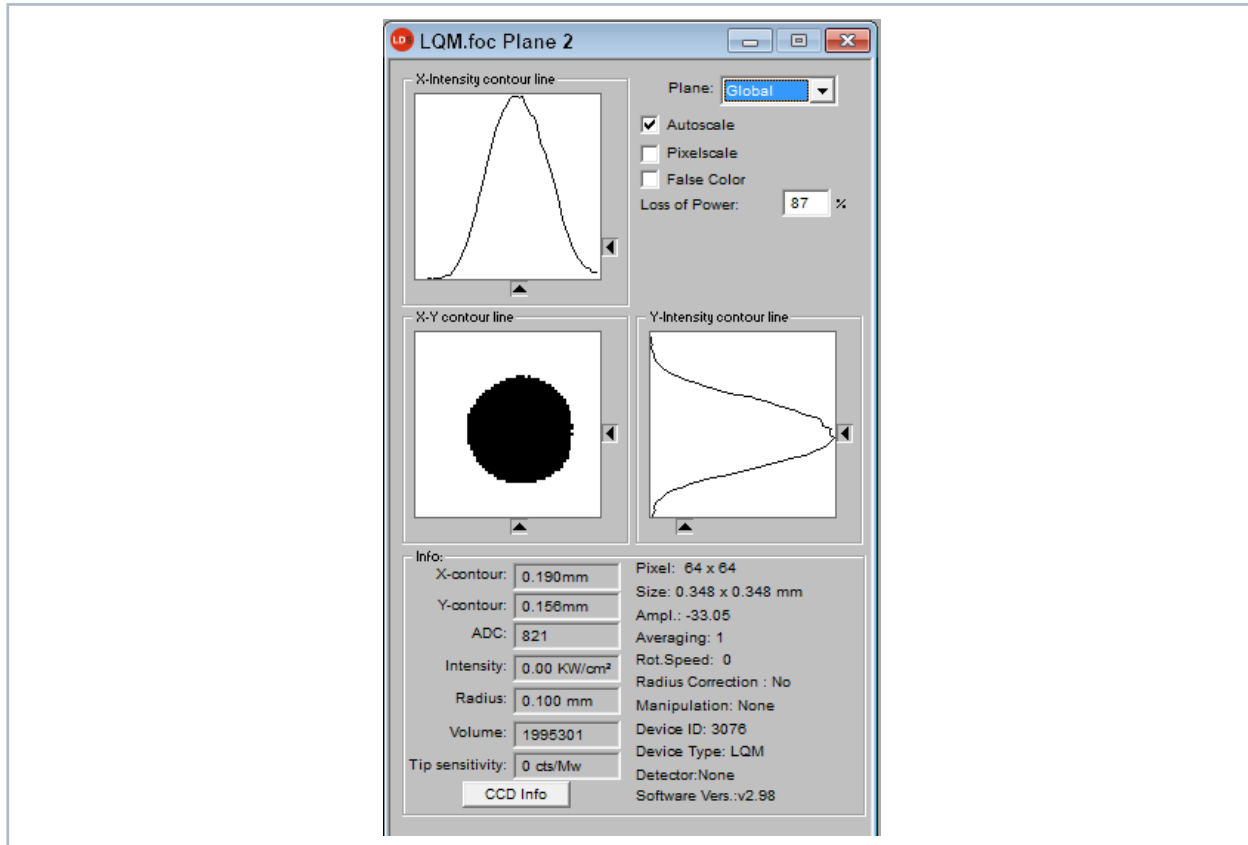 LDS LQM.foc Plane 2
X-Intensity contour line
Plane: Global
Autoscale
Pixelscale
False Color
Loss of Power: 87 %
X-Y contour line
Y-Intensity contour line
Info:
X-contour: 0.190mm
Y-contour: 0.156mm
ADC: 821
Intensity: 0.00 KW/cm²
Radius: 0.100 mm
Volume: 1995301
Tip sensitivity: 0 cts/Mw
CCD Info
Pixel: 64 x 64
Size: 0.348 x 0.348 mm
Ampl.: -33.05
Averaging: 1
Rot.Speed: 0
Radius Correction : No
Manipulation: None
Device ID: 3076
Device Type: LQM
Detector:None
Software Vers.:v2.98